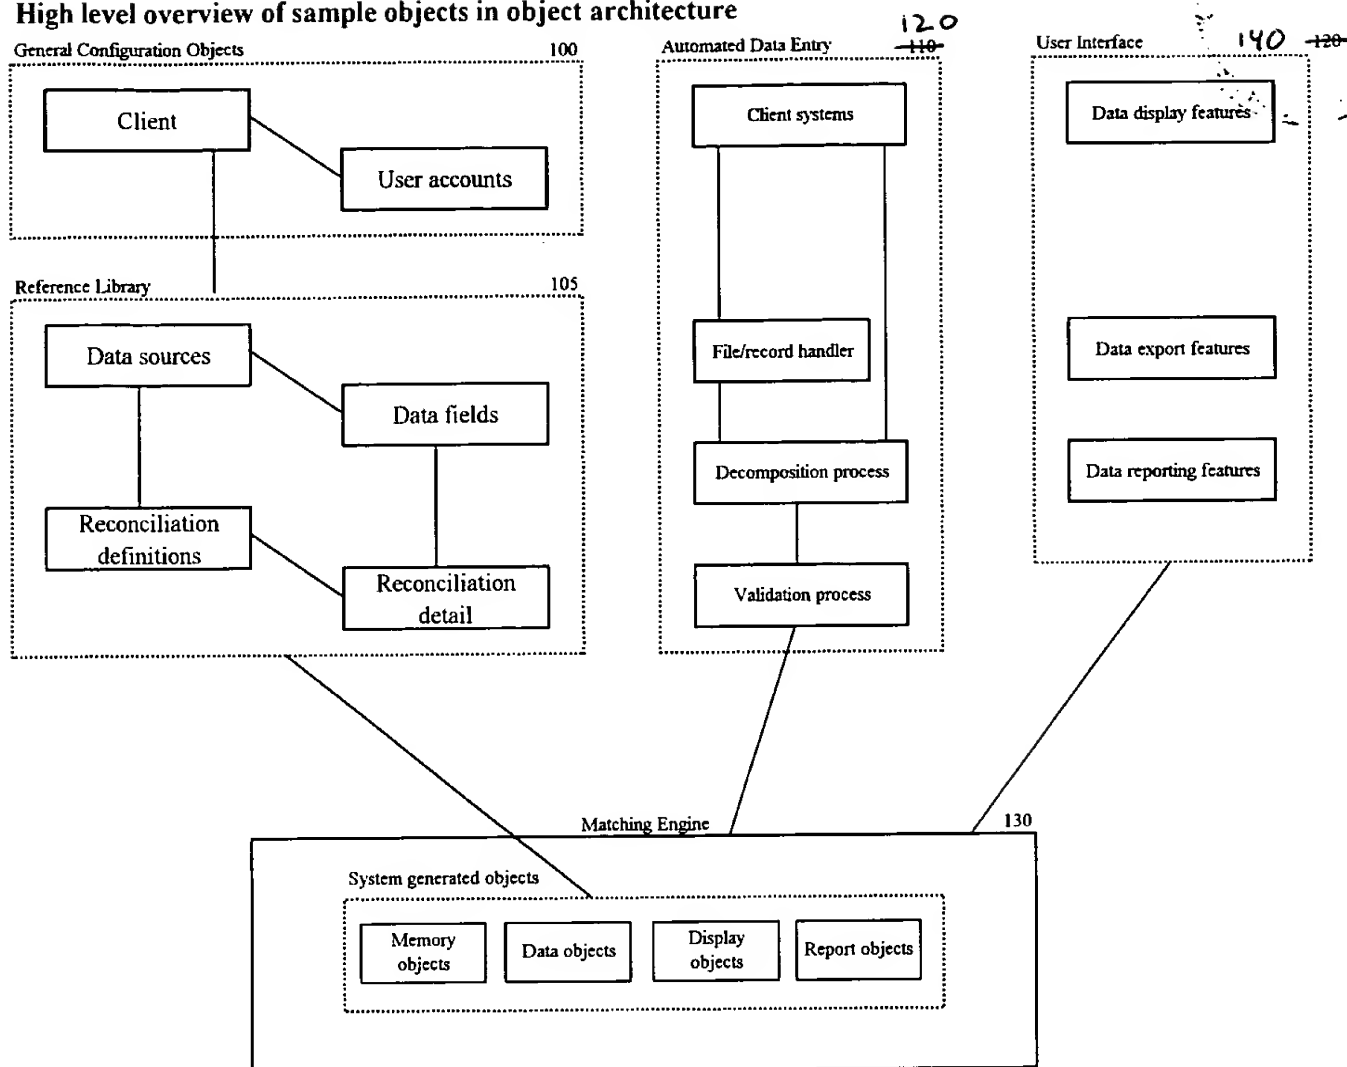 High level overview of sample objects in object architecture
General Configuration Objects 100
Client
User accounts
Reference Library 105
Data sources
Data fields
Reconciliation
definitions
Reconciliation
detail
Automated Data Entry 120
110
Client systems
File/record handler
Decomposition process
Validation process
User Interface 140 120
Data display features
Data export features
Data reporting features
Matching Engine 130
System generated objects
Memory
objects
Data objects
Display
objects
Report objects